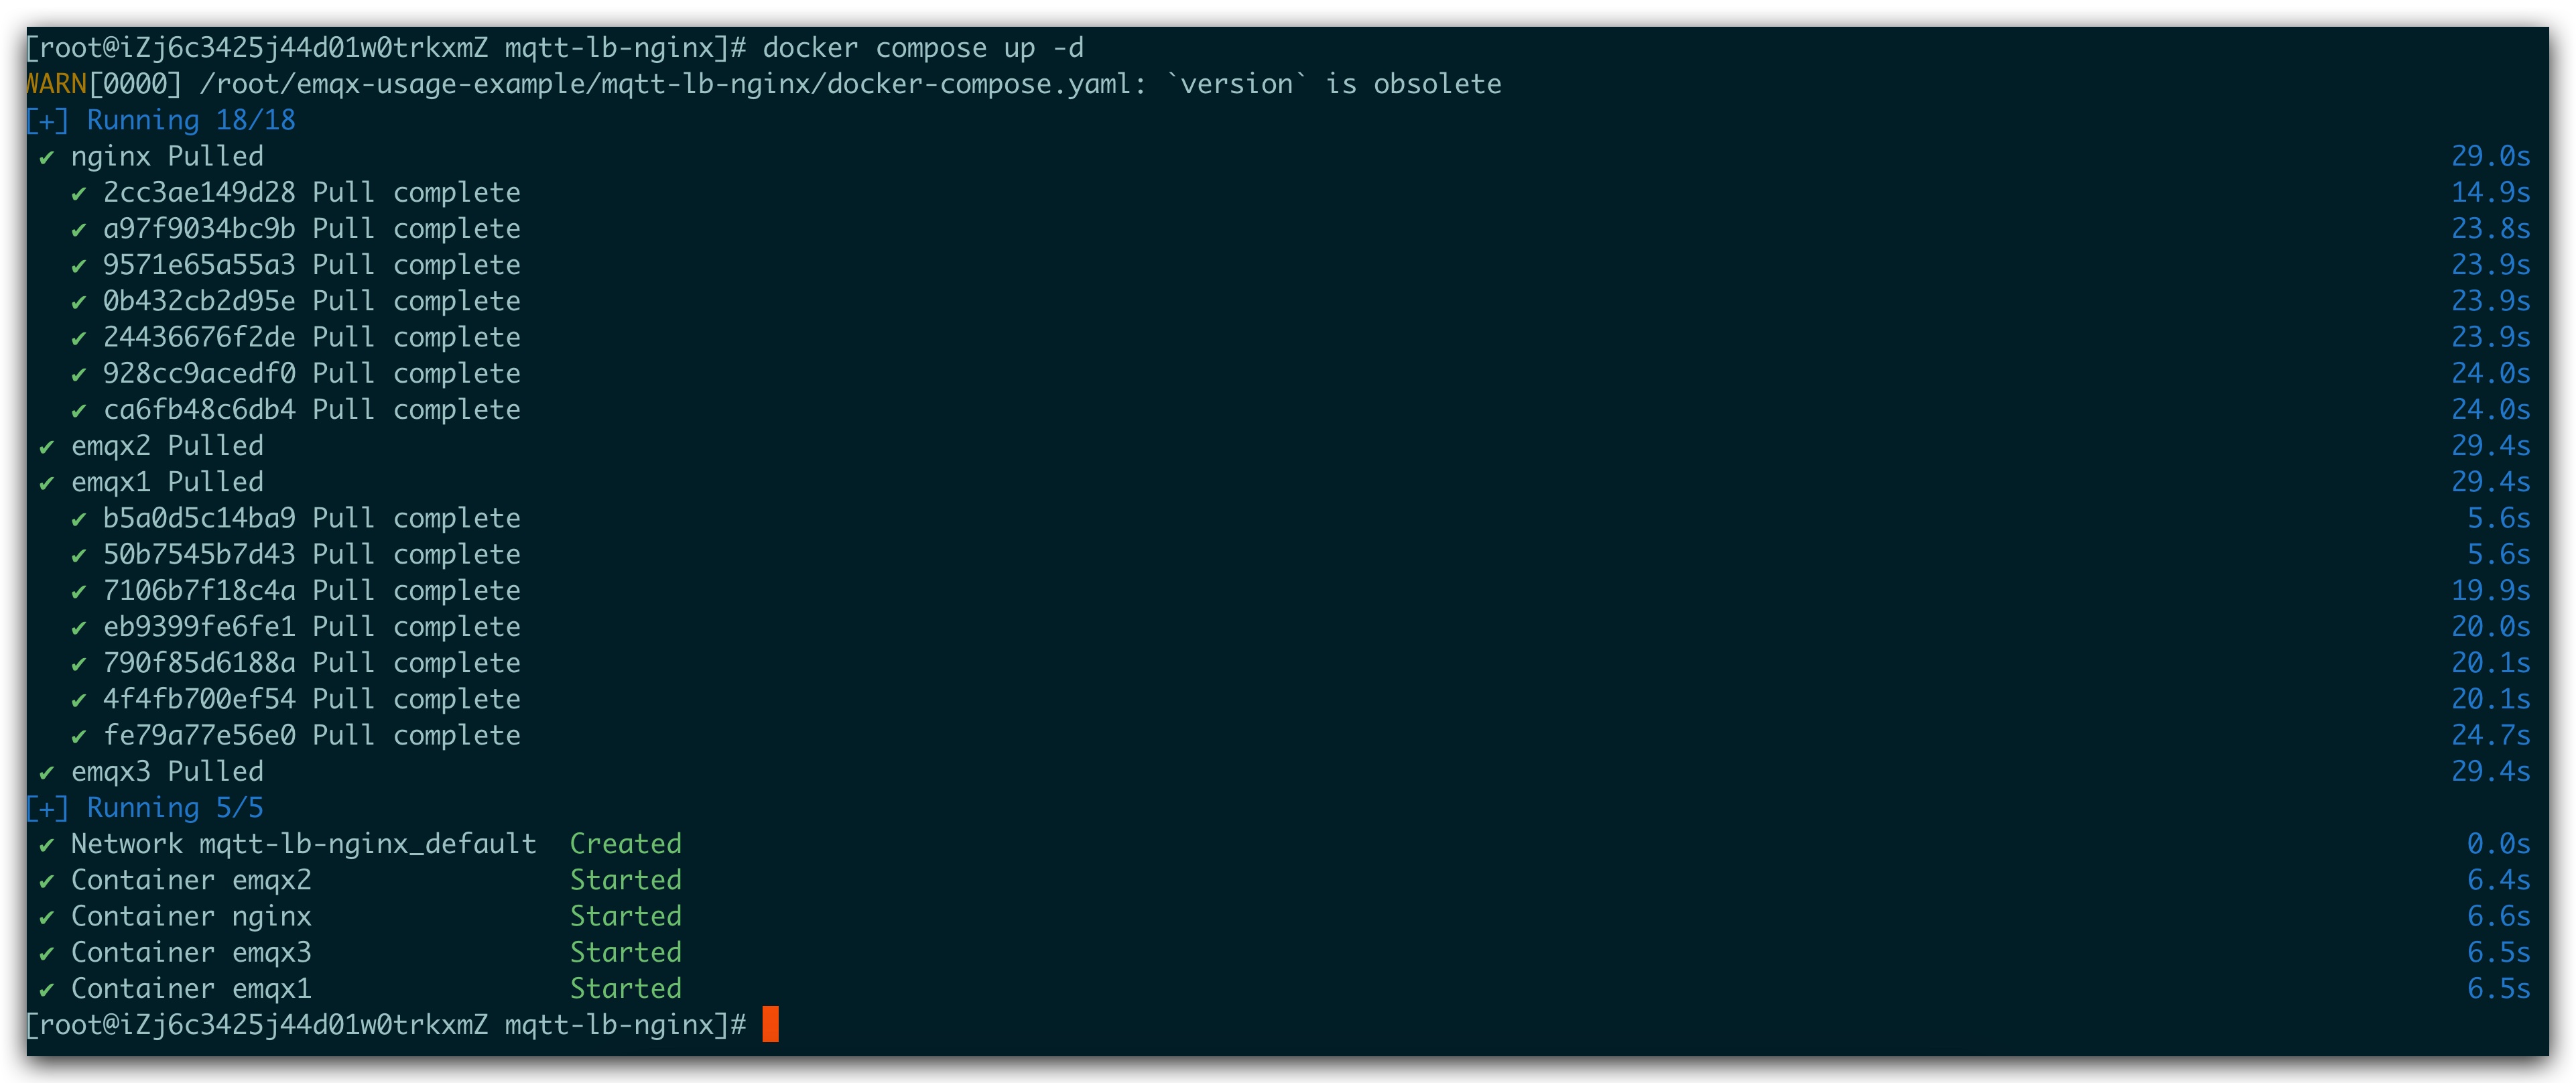 [root@iZj6c3425j44d01w0trkxmZ mqtt-lb-nginx]# docker compose up -d
WARN[0000] /root/emqx-usage-example/mqtt-lb-nginx/docker-compose.yaml: `version` is obsolete
[+] Running 18/18
✔ nginx Pulled 29.0s
✔ 2cc3ae149d28 Pull complete 14.9s
✔ a97f9034bc9b Pull complete 23.8s
✔ 9571e65a55a3 Pull complete 23.9s
✔ 0b432cb2d95e Pull complete 23.9s
✔ 24436676f2de Pull complete 23.9s
✔ 928cc9acedf0 Pull complete 24.0s
✔ ca6fb48c6db4 Pull complete 24.0s
✔ emqx2 Pulled 29.4s
✔ emqx1 Pulled 29.4s
✔ b5a0d5c14ba9 Pull complete 5.6s
✔ 50b7545b7d43 Pull complete 5.6s
✔ 7106b7f18c4a Pull complete 19.9s
✔ eb9399fe6fe1 Pull complete 20.0s
✔ 790f85d6188a Pull complete 20.1s
✔ 4f4fb700ef54 Pull complete 20.1s
✔ fe79a77e56e0 Pull complete 24.7s
✔ emqx3 Pulled 29.4s
[+] Running 5/5
✔ Network mqtt-lb-nginx_default Created 0.0s
✔ Container emqx2 Started 6.4s
✔ Container nginx Started 6.6s
✔ Container emqx3 Started 6.5s
✔ Container emqx1 Started 6.5s
[root@iZj6c3425j44d01w0trkxmZ mqtt-lb-nginx]#